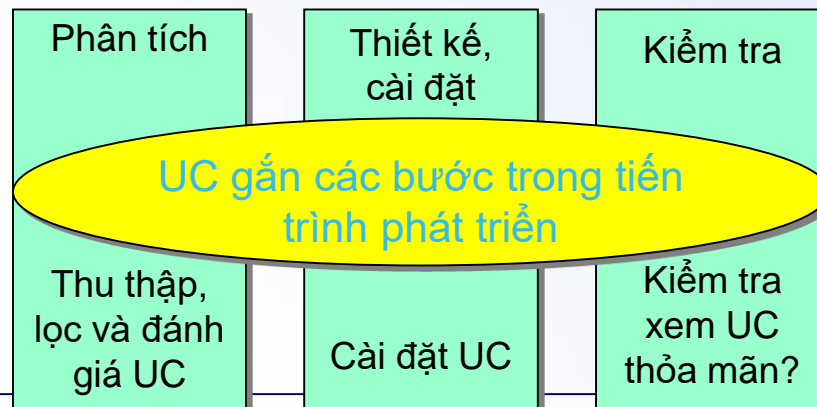 Phân tích
Thiết kế,
cài đặt
Kiểm tra
UC gắn các bước trong tiến
trình phát triển
Thu thập,
lọc và đánh
giá UC
Cài đặt UC
Kiểm tra
xem UC
thỏa mãn?